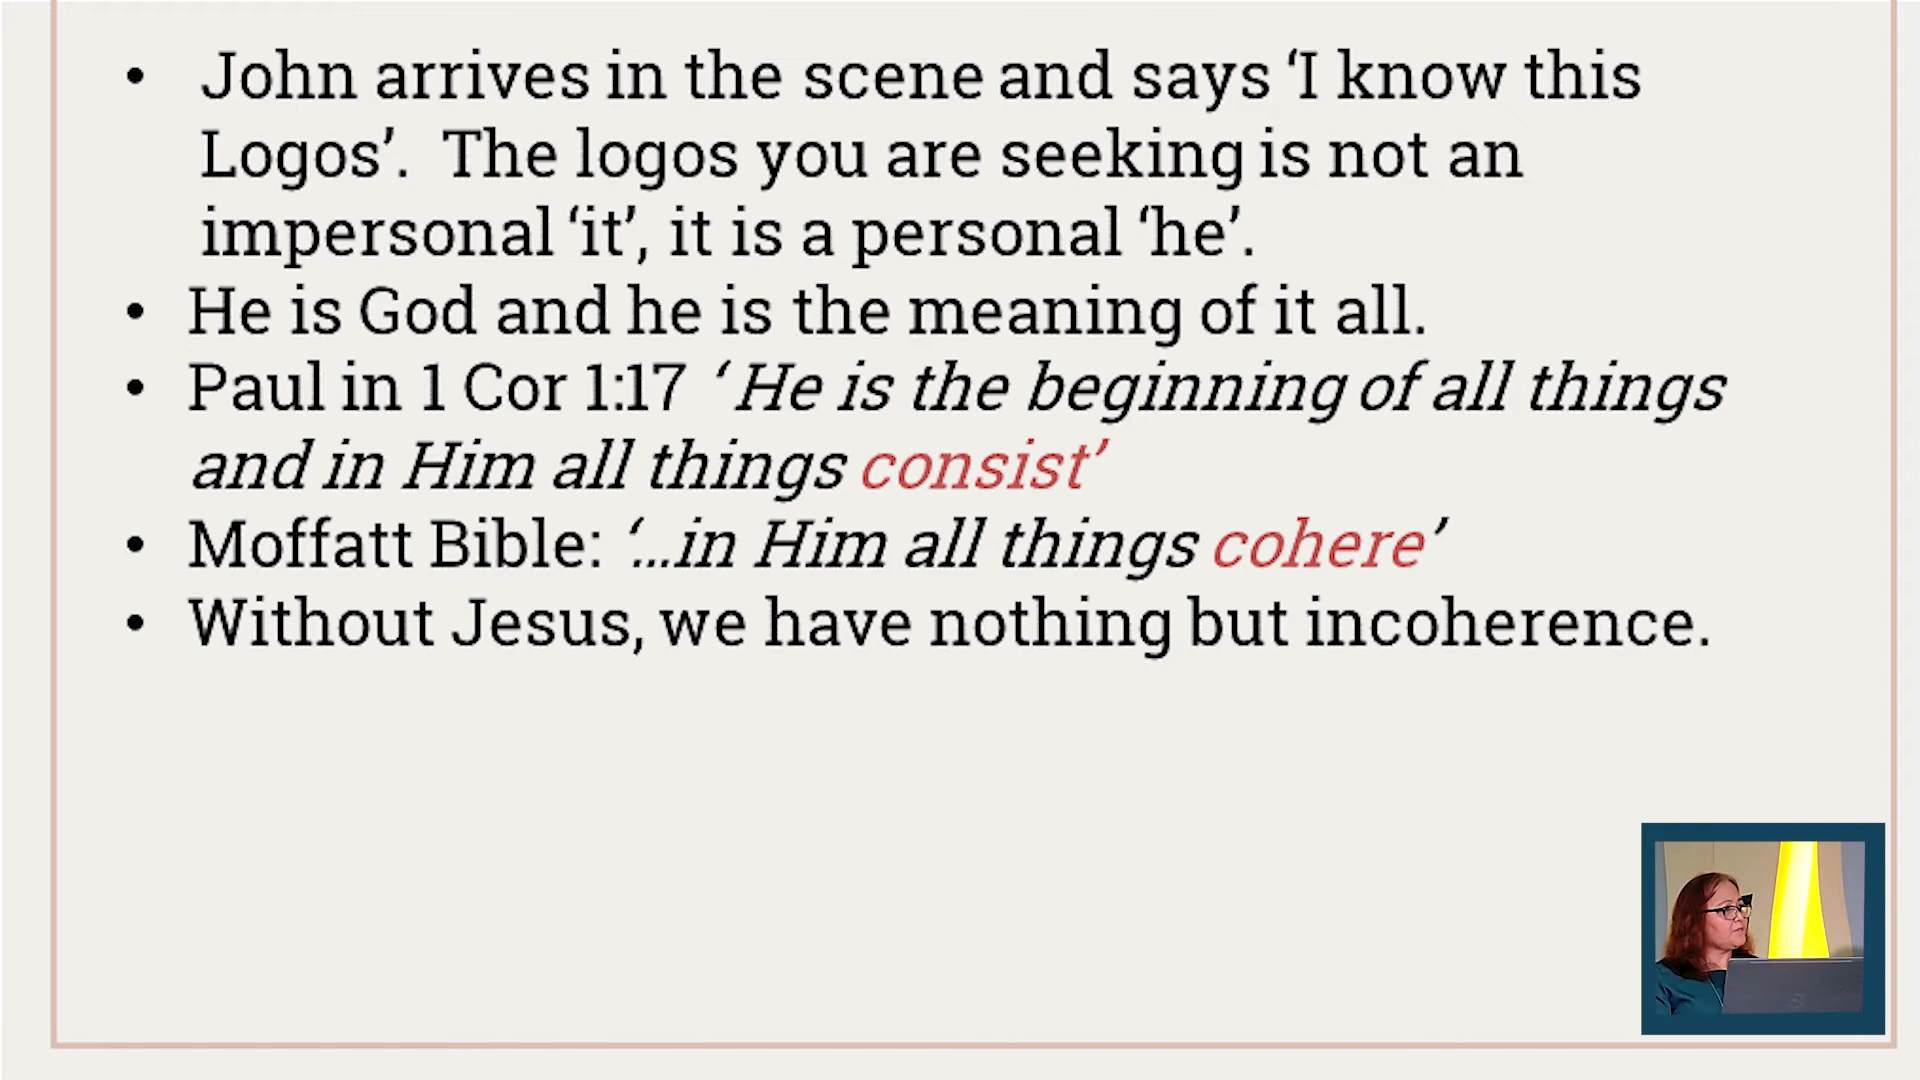 • John arrives in the scene and says ‘I know this
Logos’.  The logos you are seeking is not an
impersonal ‘it’, it is a personal ‘he’.
• He is God and he is the meaning of it all.
• Paul in 1 Cor 1:17 ‘ He is the beginning of all things
and in Him all things consist’
• Moffatt Bible: ‘…in Him all things cohere’
• Without Jesus, we have nothing but incoherence.